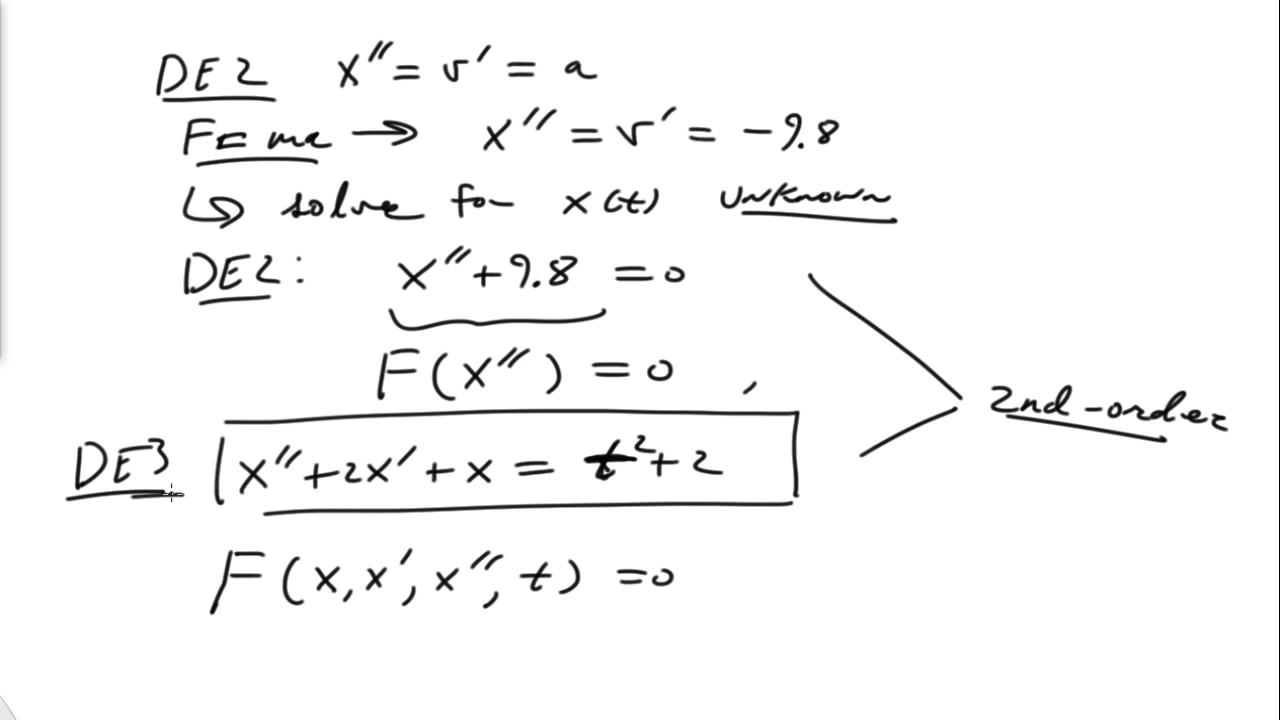 DE2 x'' = v' = a
F = ma → x'' = v' = -9.8
↳ solve for x(t) unknown
DE2: x'' + 9.8 = 0
F(x'') = 0 ,
2nd-order
DE3 x'' + 2x' + x = t² + 2
F(x, x', x'', t) = 0